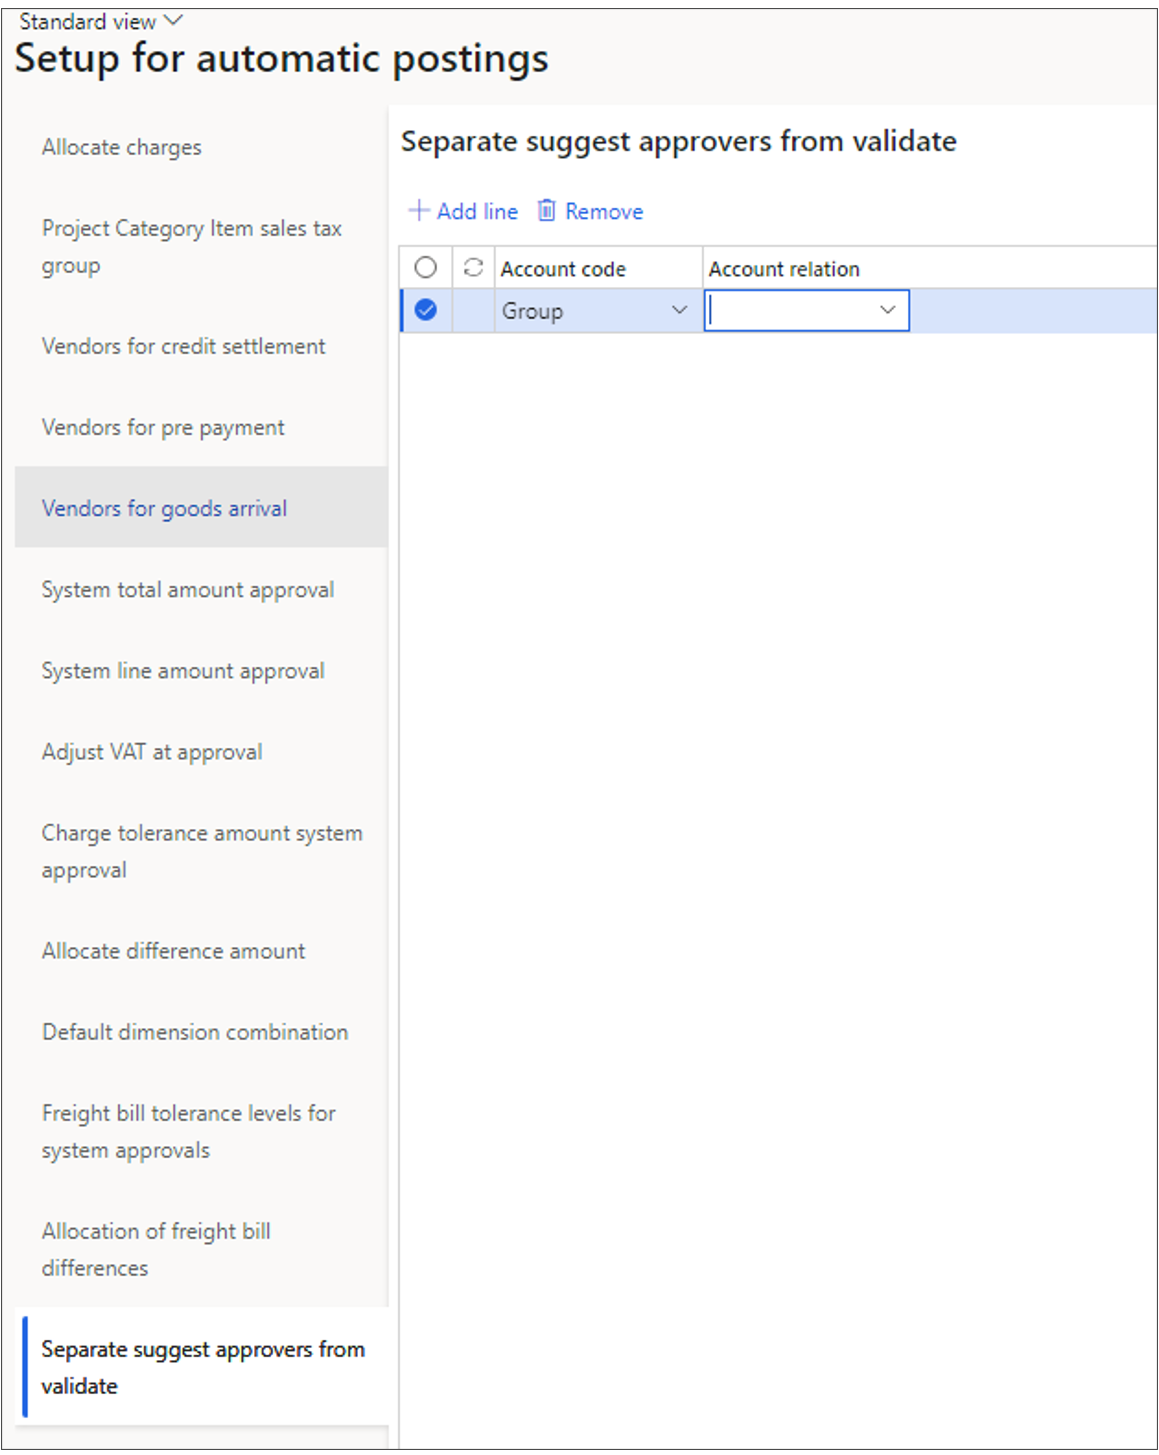 Standard view
Setup for automatic postings
Allocate charges
Project Category Item sales tax
group
Vendors for credit settlement
Vendors for pre payment
Vendors for goods arrival
System total amount approval
System line amount approval
Adjust VAT at approval
Charge tolerance amount system
approval
Allocate difference amount
Default dimension combination
Freight bill tolerance levels for
system approvals
Allocation of freight bill
differences
Separate suggest approvers from
validate
Separate suggest approvers from validate
Add line Remove
Account code Account relation
Group